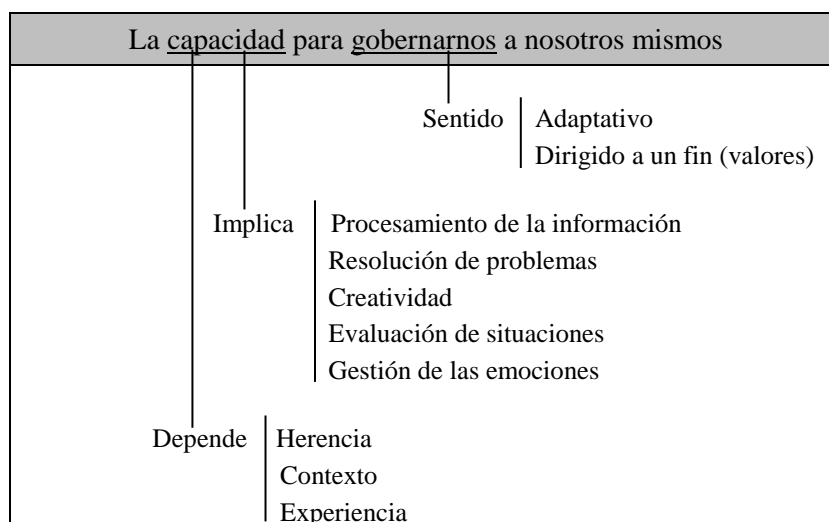 La capacidad para gobernarnos a nosotros mismos
Sentido Adaptativo
Dirigido a un fin (valores)
Implica Procesamiento de la información
Resolución de problemas
Creatividad
Evaluación de situaciones
Gestión de las emociones
Depende Herencia
Contexto
Experiencia